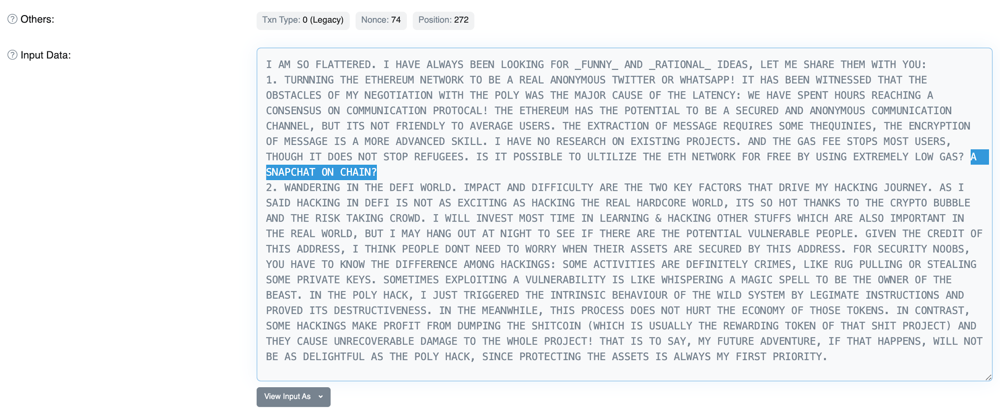 Others:
Txn Type: 0 (Legacy) Nonce: 74 Position: 272
Input Data:
I AM SO FLATTERED. I HAVE ALWAYS BEEN LOOKING FOR _FUNNY_ AND _RATIONAL_ IDEAS, LET ME SHARE THEM WITH YOU:
1. TURNNING THE ETHEREUM NETWORK TO BE A REAL ANONYMOUS TWITTER OR WHATSAPP! IT HAS BEEN WITNESSED THAT THE
OBSTACLES OF MY NEGOTIATION WITH THE POLY WAS THE MAJOR CAUSE OF THE LATENCY: WE HAVE SPENT HOURS REACHING A
CONSENSUS ON COMMUNICATION PROTOCAL! THE ETHEREUM HAS THE POTENTIAL TO BE A SECURED AND ANONYMOUS COMMUNICATION
CHANNEL, BUT ITS NOT FRIENDLY TO AVERAGE USERS. THE EXTRACTION OF MESSAGE REQUIRES SOME THEQUINIES, THE ENCRYPTION
OF MESSAGE IS A MORE ADVANCED SKILL. I HAVE NO RESEARCH ON EXISTING PROJECTS. AND THE GAS FEE STOPS MOST USERS,
THOUGH IT DOES NOT STOP REFUGEES. IS IT POSSIBLE TO ULTILIZE THE ETH NETWORK FOR FREE BY USING EXTREMELY LOW GAS? A
SNAPCHAT ON CHAIN?
2. WANDERING IN THE DEFI WORLD. IMPACT AND DIFFICULTY ARE THE TWO KEY FACTORS THAT DRIVE MY HACKING JOURNEY. AS I
SAID HACKING IN DEFI IS NOT AS EXCITING AS HACKING THE REAL HARDCORE WORLD, ITS SO HOT THANKS TO THE CRYPTO BUBBLE
AND THE RISK TAKING CROWD. I WILL INVEST MOST TIME IN LEARNING & HACKING OTHER STUFFS WHICH ARE ALSO IMPORTANT IN
THE REAL WORLD, BUT I MAY HANG OUT AT NIGHT TO SEE IF THERE ARE THE POTENTIAL VULNERABLE PEOPLE. GIVEN THE CREDIT OF
THIS ADDRESS, I THINK PEOPLE DONT NEED TO WORRY WHEN THEIR ASSETS ARE SECURED BY THIS ADDRESS. FOR SECURITY NOOBS,
YOU HAVE TO KNOW THE DIFFERENCE AMONG HACKINGS: SOME ACTIVITIES ARE DEFINITELY CRIMES, LIKE RUG PULLING OR STEALING
SOME PRIVATE KEYS. SOMETIMES EXPLOITING A VULNERABILITY IS LIKE WHISPERING A MAGIC SPELL TO BE THE OWNER OF THE
BEAST. IN THE POLY HACK, I JUST TRIGGERED THE INTRINSIC BEHAVIOUR OF THE WILD SYSTEM BY LEGIMATE INSTRUCTIONS AND
PROVED ITS DESTRUCTIVENESS. IN THE MEANWHILE, THIS PROCESS DOES NOT HURT THE ECONOMY OF THOSE TOKENS. IN CONTRAST,
SOME HACKINGS MAKE PROFIT FROM DUMPING THE SHITCOIN (WHICH IS USUALLY THE REWARDING TOKEN OF THAT SHIT PROJECT) AND
THEY CAUSE UNRECOVERABLE DAMAGE TO THE WHOLE PROJECT! THAT IS TO SAY, MY FUTURE ADVENTURE, IF THAT HAPPENS, WILL NOT
BE AS DELIGHTFUL AS THE POLY HACK, SINCE PROTECTING THE ASSETS IS ALWAYS MY FIRST PRIORITY.
View Input As